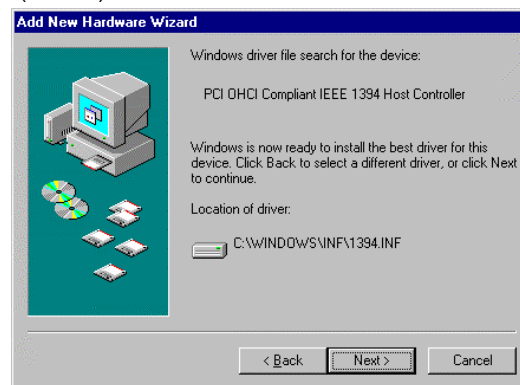 Add New Hardware Wizard
Windows driver file search for the device:
PCI OHCI Compliant IEEE 1394 Host Controller
Windows is now ready to install the best driver for this
device. Click Back to select a different driver, or click Next
to continue.
Location of driver:
C:\WINDOWS\INF\1394.INF
< Back
Next >
Cancel